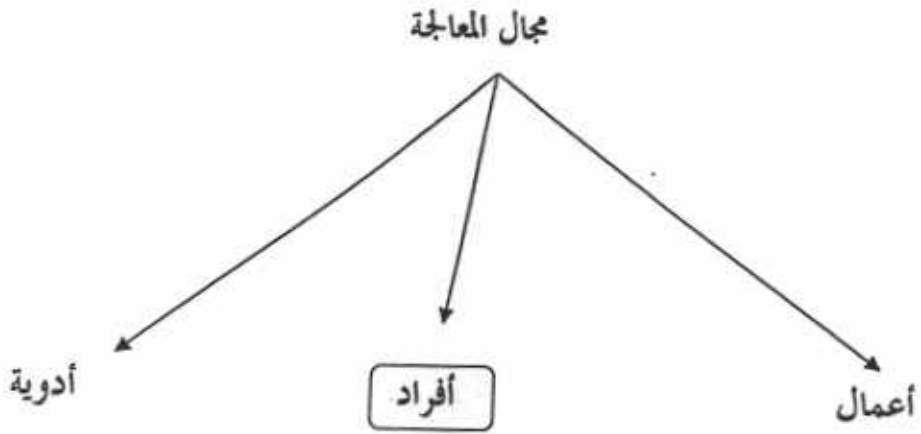 مجال المعالجة
أعمال
أفراد
أدوية